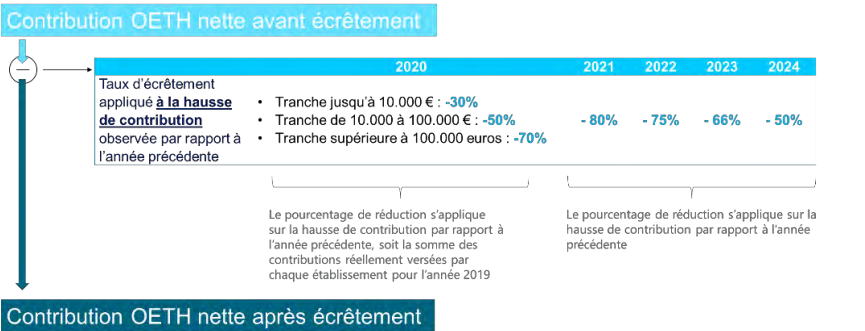 Contribution OETH nette avant écrêtement
2020 2021 2022 2023 2024
Taux d'écrêtement
appliqué à la hausse
de contribution
observée par rapport à
l'année précédente
• Tranche jusqu'à 10.000 € : -30%
• Tranche de 10.000 à 100.000 € : -50%
• Tranche supérieure à 100.000 euros : -70%
- 80% - 75% - 66% - 50%
Le pourcentage de réduction s'applique
sur la hausse de contribution par rapport à
l'année précédente, soit la somme des
contributions réellement versées par
chaque établissement pour l'année 2019
Le pourcentage de réduction s'applique sur la
hausse de contribution par rapport à l'année
précédente
Contribution OETH nette après écrêtement